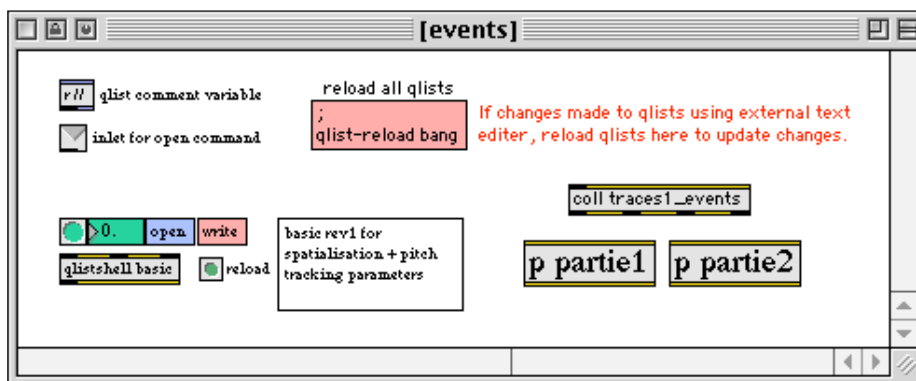 [events]
r //
qlist comment variable
inlet for open command
reload all qlists
;
qlist-reload bang
If changes made to qlists using external text
editor, reload qlists here to update changes.
coll traces1_events
0.
open
write
qlistshell basic
reload
basic rev1 for
spatialisation + pitch
tracking parameters
p partie1
p partie2